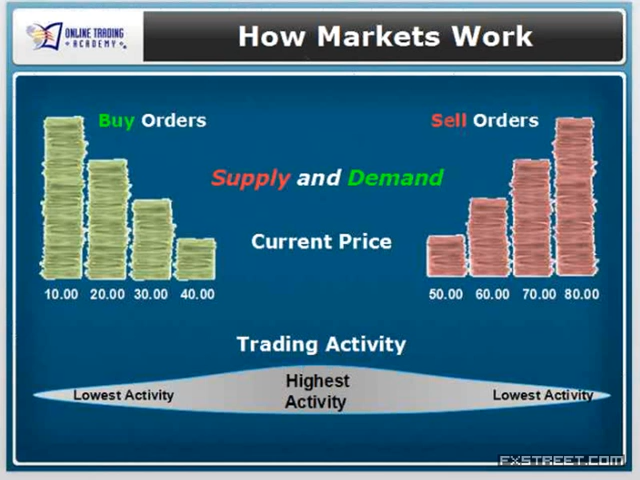 ONLINE TRADING
ACADEMY
How Markets Work
Buy Orders
Sell Orders
Supply and Demand
Current Price
10.00 20.00 30.00 40.00
50.00 60.00 70.00 80.00
Trading Activity
Lowest Activity
Highest
Activity
Lowest Activity
FXSTREET.COM